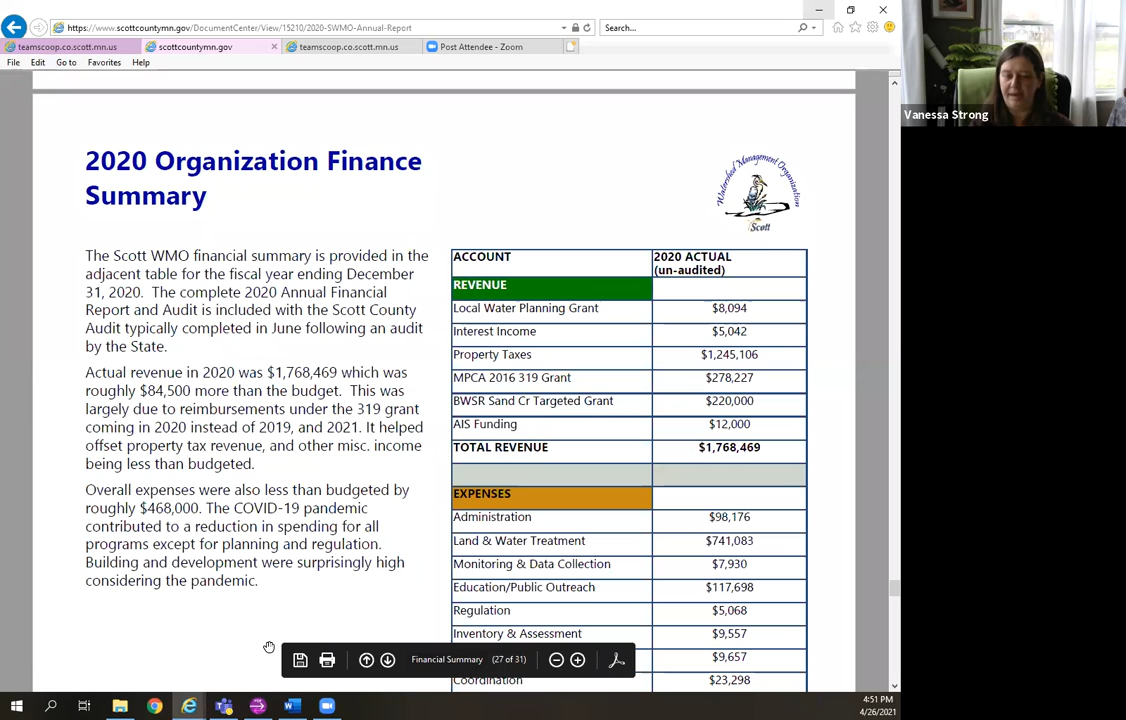 https://www.scottcountymn.gov/DocumentCenter/View/15210/2020-SWMO-Annual-Report
Search...
teamscoop.co.scott.mn.us
scottcountymn.gov
teamscoop.co.scott.mn.us
Post Attendee - Zoom
File Edit Go to Favorites Help
Vanessa Strong
2020 Organization Finance
Summary
Watershed Management Organization
Scott
The Scott WMO financial summary is provided in the
adjacent table for the fiscal year ending December
31, 2020. The complete 2020 Annual Financial
Report and Audit is included with the Scott County
Audit typically completed in June following an audit
by the State.
Actual revenue in 2020 was $1,768,469 which was
roughly $84,500 more than the budget. This was
largely due to reimbursements under the 319 grant
coming in 2020 instead of 2019, and 2021. It helped
offset property tax revenue, and other misc. income
being less than budgeted.
Overall expenses were also less than budgeted by
roughly $468,000. The COVID-19 pandemic
contributed to a reduction in spending for all
programs except for planning and regulation.
Building and development were surprisingly high
considering the pandemic.
ACCOUNT 2020 ACTUAL
(un-audited)
REVENUE
Local Water Planning Grant $8,094
Interest Income $5,042
Property Taxes $1,245,106
MPCA 2016 319 Grant $278,227
BWSR Sand Cr Targeted Grant $220,000
AIS Funding $12,000
TOTAL REVENUE $1,768,469
EXPENSES
Administration $98,176
Land & Water Treatment $741,083
Monitoring & Data Collection $7,930
Education/Public Outreach $117,698
Regulation $5,068
Inventory & Assessment $9,557
$9,657
Coordination $23,298
Financial Summary (27 of 31)
4:51 PM
4/26/2021